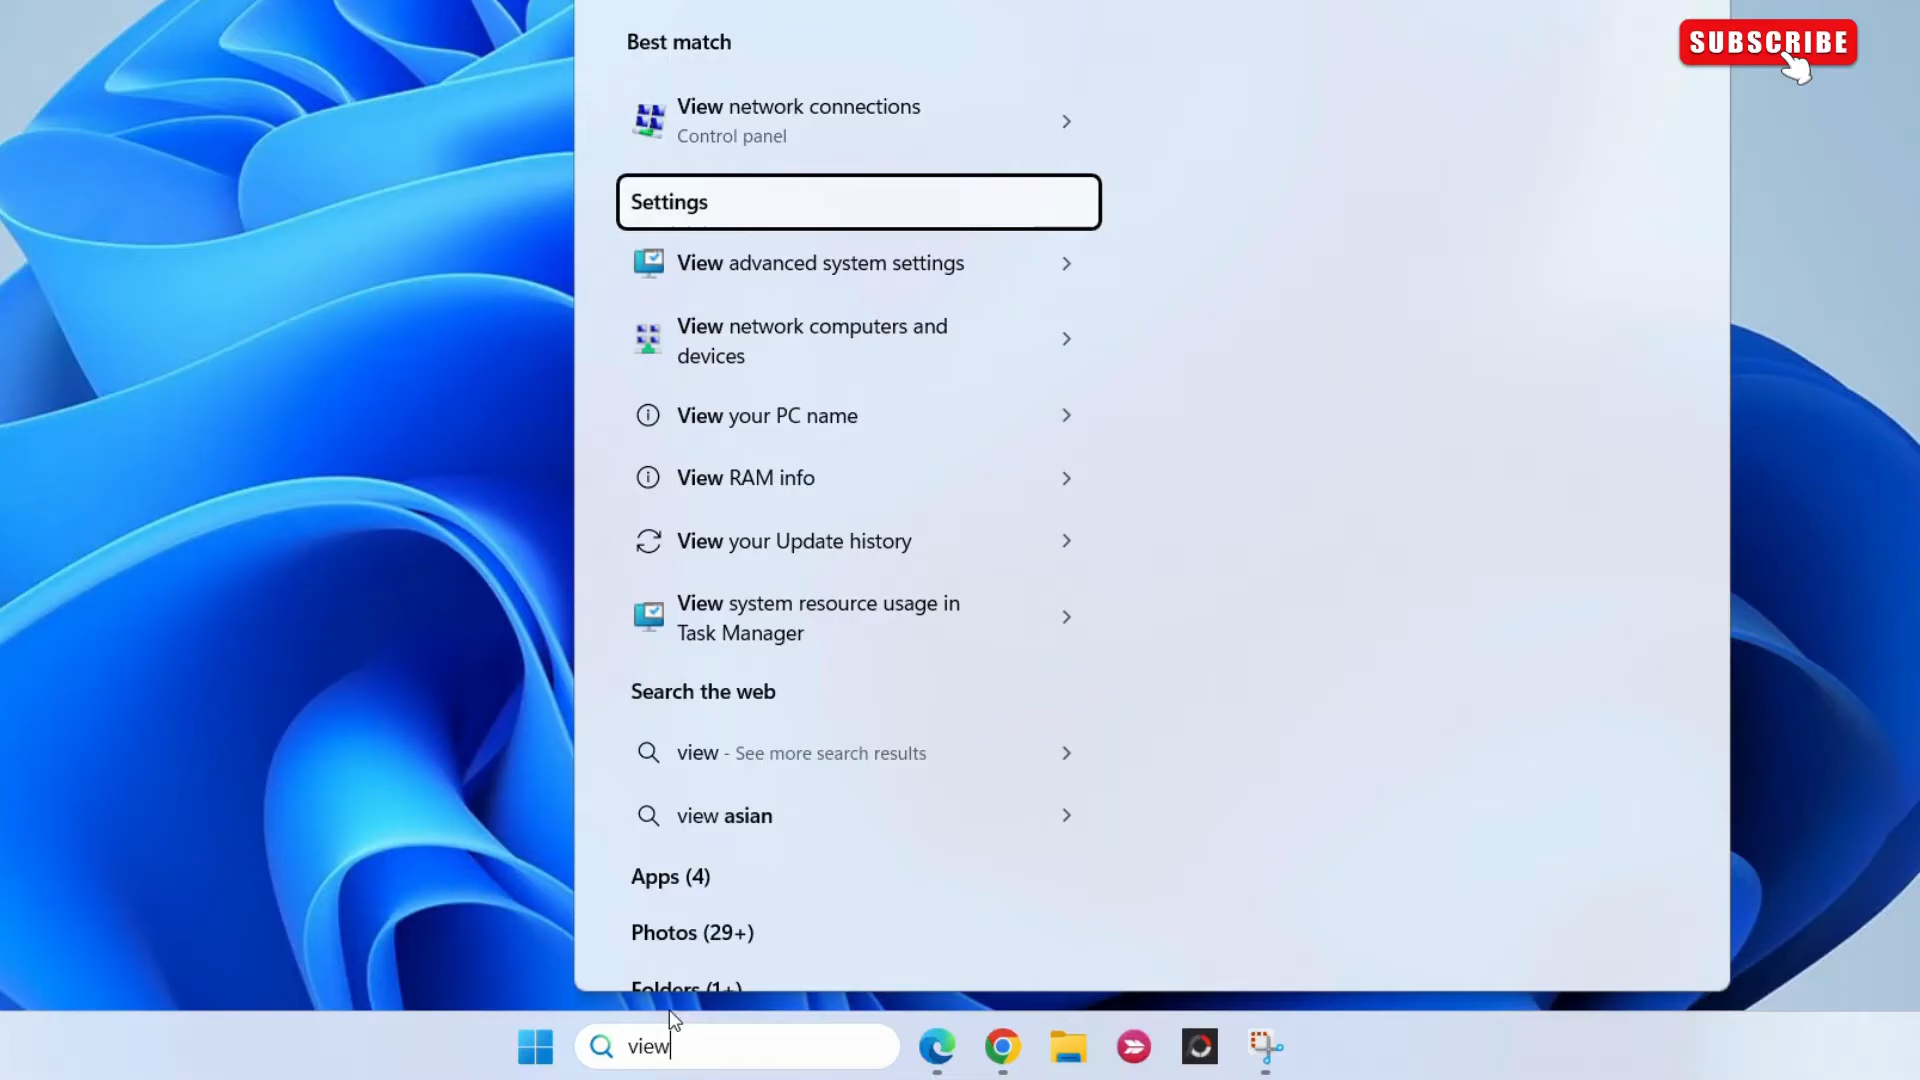 SUBSCRIBE
Best match
View network connections
Control panel
Settings
View advanced system settings
View network computers and
devices
View your PC name
View RAM info
View your Update history
View system resource usage in
Task Manager
Search the web
view - See more search results
view asian
Apps (4)
Photos (29+)
Folders (1+)
view